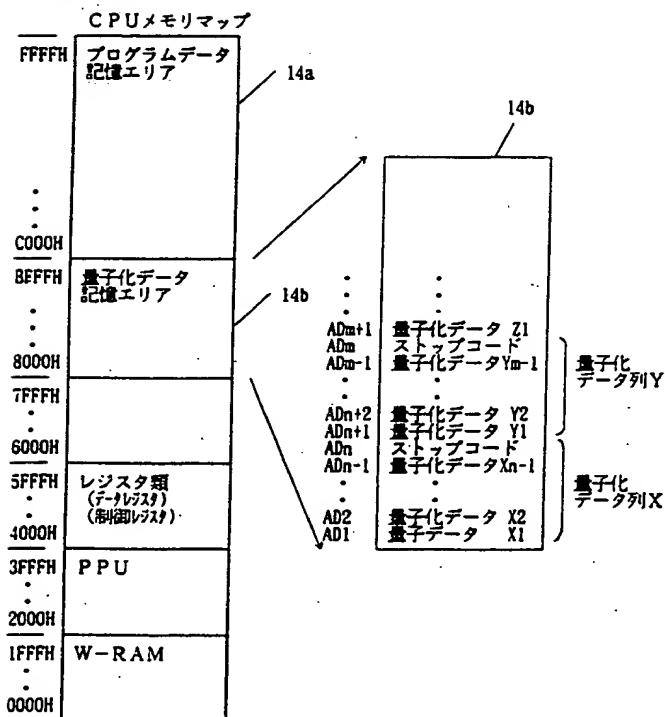 CPUメモリマップ
FFFFH
プログラムデータ
記憶エリア
14a
C000H
BFFFH
量子化データ
記憶エリア
14b
8000H
7FFFH
6000H
5FFFH
レジスタ類
(データレジスタ)
(制御レジスタ)
4000H
3FFFH
PPU
2000H
1FFFH
W-RAM
0000H
14b
ADm+1 量子化データ Z1
ADm ストップコード
ADm-1 量子化データYm-1
ADn+2 量子化データ Y2
ADn+1 量子化データ Y1
量子化
データ列Y
ADn ストップコード
ADn-1 量子化データXn-1
AD2 量子化データ X2
AD1 量子データ X1
量子化
データ列X